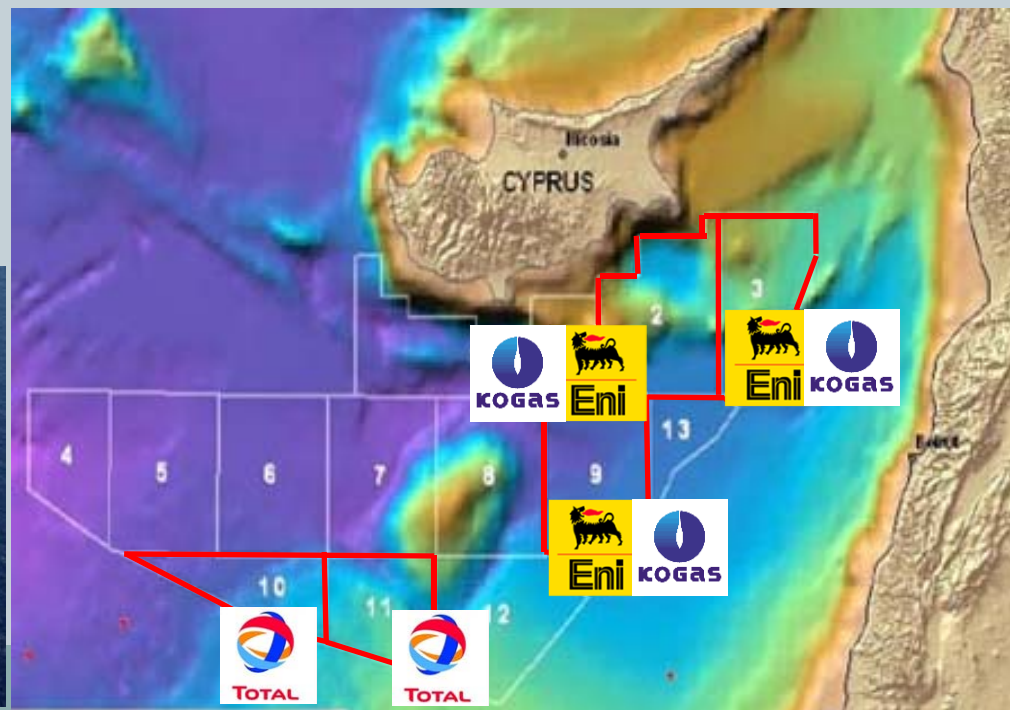 Nicosia
CYPRUS
3
2
KOGAS
Eni
Eni
KOGAS
13
4
5
6
7
8
9
Eni
KOGAS
10
11
12
TOTAL
TOTAL